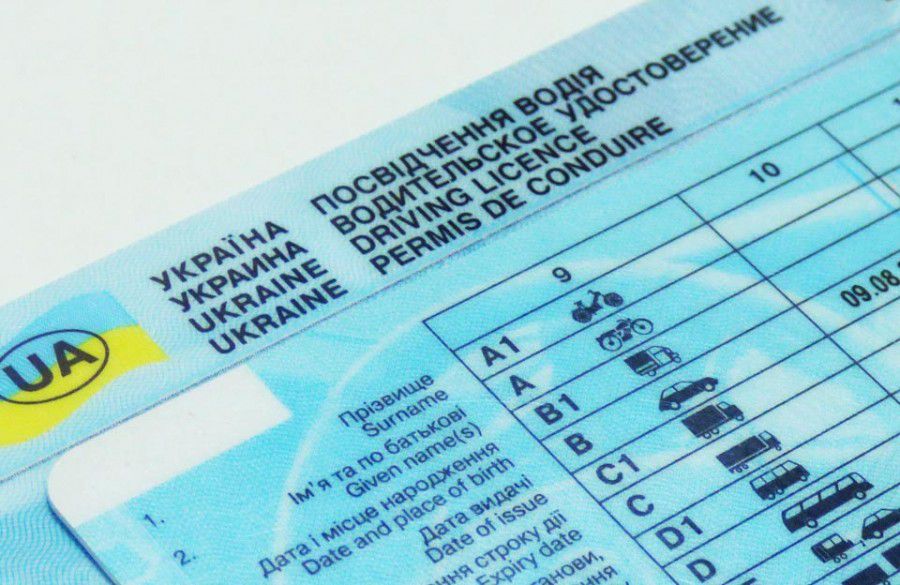 УКРАЇНА ПОСВІДЧЕННЯ ВОДІЯ
УКРАИНА ВОДИТЕЛЬСКОЕ УДОСТОВЕРЕНИЕ
UKRAINE DRIVING LICENCE
UKRAINE PERMIS DE CONDUIRE
UA
9 10
09.08
A1
A
B1
B
C1
C
D1
D
Прізвище
Surname
Ім'я та по батькові
Given name(s)
1.
Дата і місце народження
Date and place of birth
2.
Дата видачі
Date of issue
строку дії
Expiry date